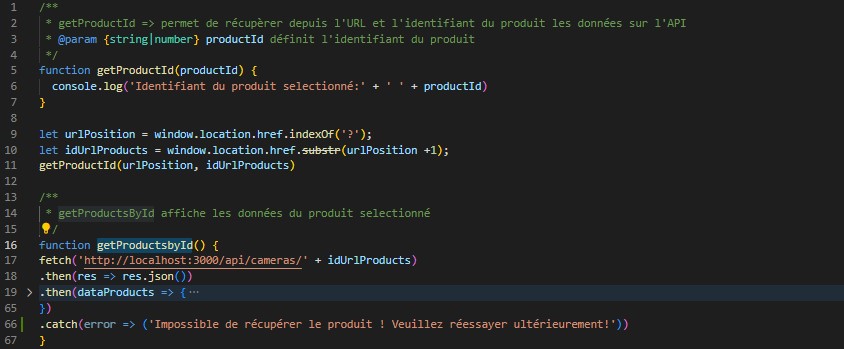 1 /**
2  * getProductId => permet de récupèrer depuis l'URL et l'identifiant du produit les données sur l'API
3  * @param {string|number} productId définit l'identifiant du produit
4  */
5 function getProductId(productId) {
6   console.log('Identifiant du produit selectionné:' + ' ' + productId)
7 }
8
9 let urlPosition = window.location.href.indexOf('?');
10 let idUrlProducts = window.location.href.substr(urlPosition +1);
11 getProductId(urlPosition, idUrlProducts)
12
13 /**
14  * getProductsById affiche les données du produit selectionné
15 /
16 function getProductsbyId() {
17 fetch('http://localhost:3000/api/cameras/' + idUrlProducts)
18 .then(res => res.json())
19 > .then(dataProducts => { ···
65 })
66 .catch(error => ('Impossible de récupérer le produit ! Veuillez réessayer ultérieurement!'))
67 }